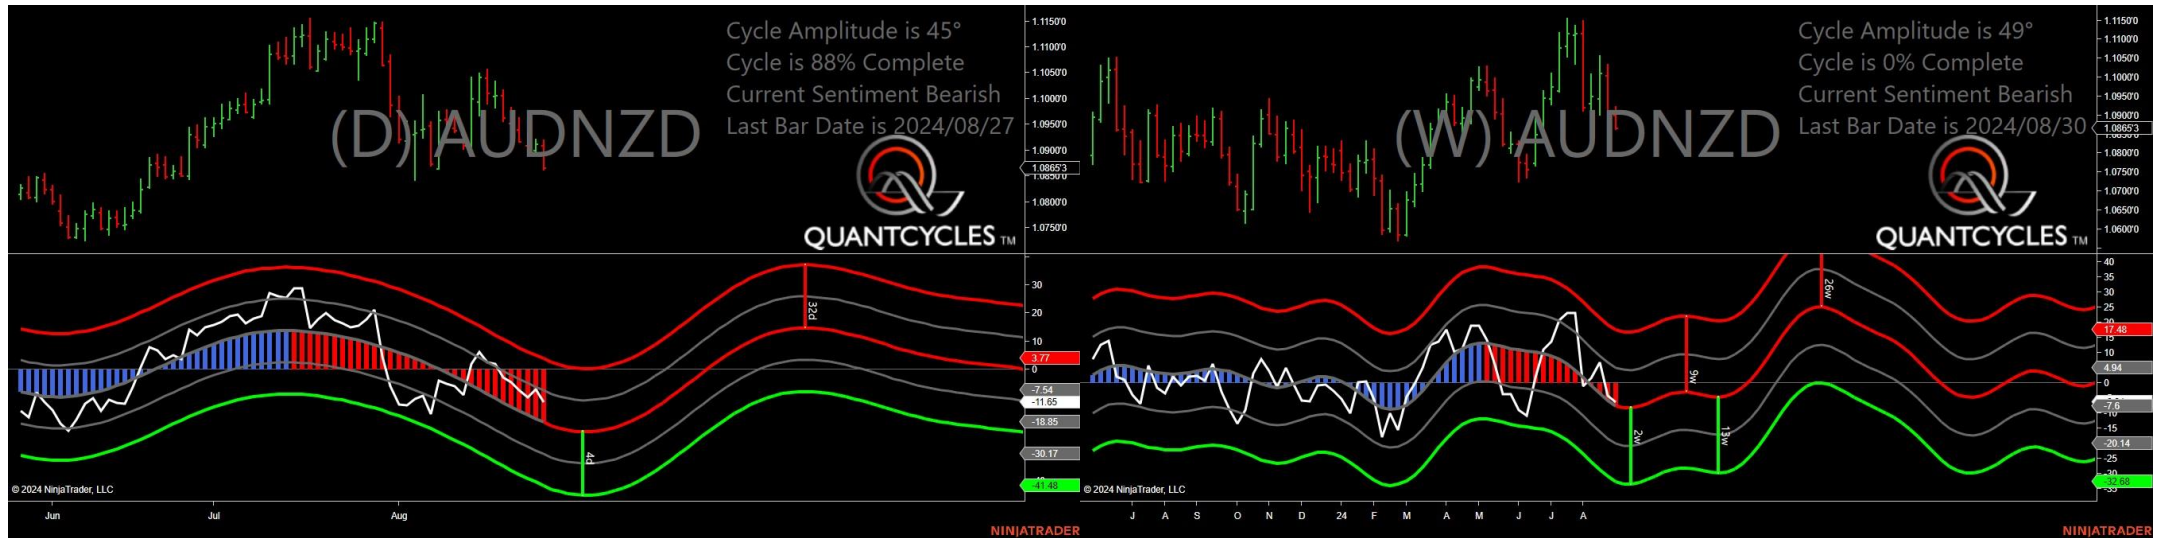 Cycle Amplitude is 45°
Cycle is 88% Complete
Current Sentiment Bearish
Last Bar Date is 2024/08/27
(D) AUDNZD
QUANTCYCLES TM
1.1150'0
1.1100'0
1.1050'0
1.1000'0
1.0950'0
1.0900'0
1.0865'3
1.0850'0
1.0800'0
1.0750'0
30
20
10
3.77
0
-7.54
-11.65
-18.85
-30.17
-41.48
32d
4d
© 2024 NinjaTrader, LLC
Jun Jul Aug
NINJATRADER
Cycle Amplitude is 49°
Cycle is 0% Complete
Current Sentiment Bearish
Last Bar Date is 2024/08/30
(W) AUDNZD
QUANTCYCLES TM
1.1150'0
1.1100'0
1.1050'0
1.1000'0
1.0950'0
1.0900'0
1.0865'3
1.0800'0
1.0750'0
1.0700'0
1.0650'0
1.0600'0
40
35
30
25
17.48
15
10
4.94
0
-7.6
-15
-20.14
-25
-30
-32.68
-35
26w
9w
2w
13w
© 2024 NinjaTrader, LLC
J A S O N D 24 F M A M J J A
NINJATRADER